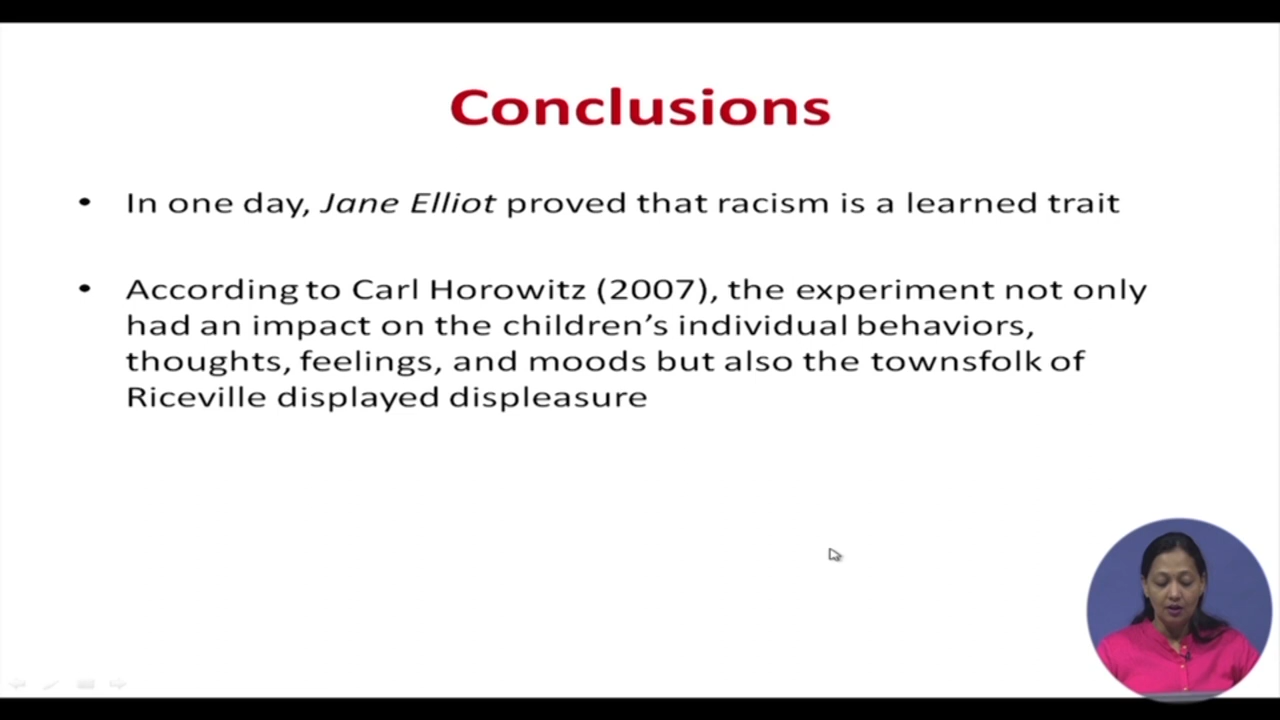 Conclusions
• In one day, Jane Elliot proved that racism is a learned trait
• According to Carl Horowitz (2007), the experiment not only
had an impact on the children's individual behaviors,
thoughts, feelings, and moods but also the townsfolk of
Riceville displayed displeasure